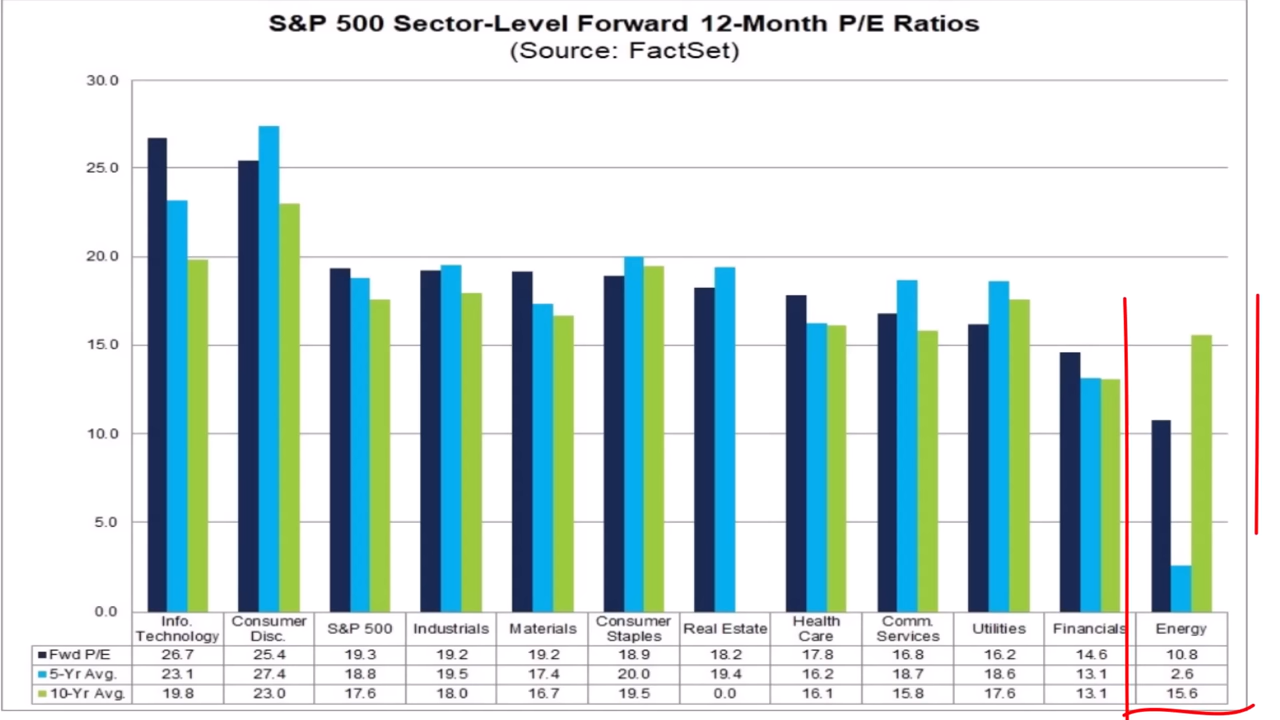 S&P 500 Sector-Level Forward 12-Month P/E Ratios
(Source: FactSet)
30.0
25.0
20.0
15.0
10.0
5.0
0.0
Info. Technology Consumer Disc. S&P 500 Industrials Materials Consumer Staples Real Estate Health Care Comm. Services Utilities Financials Energy
Fwd P/E 26.7 25.4 19.3 19.2 19.2 18.9 18.2 17.8 16.8 16.2 14.6 10.8
5-Yr Avg. 23.1 27.4 18.8 19.5 17.4 20.0 19.4 16.2 18.7 18.6 13.1 2.6
10-Yr Avg. 19.8 23.0 17.6 18.0 16.7 19.5 0.0 16.1 15.8 17.6 13.1 15.6